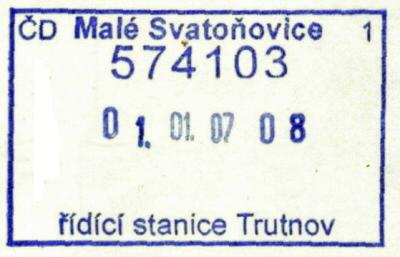 ČD Malé Svatoňovice 1
574103
0 1. 01. 07 0 8
řídící stanice Trutnov